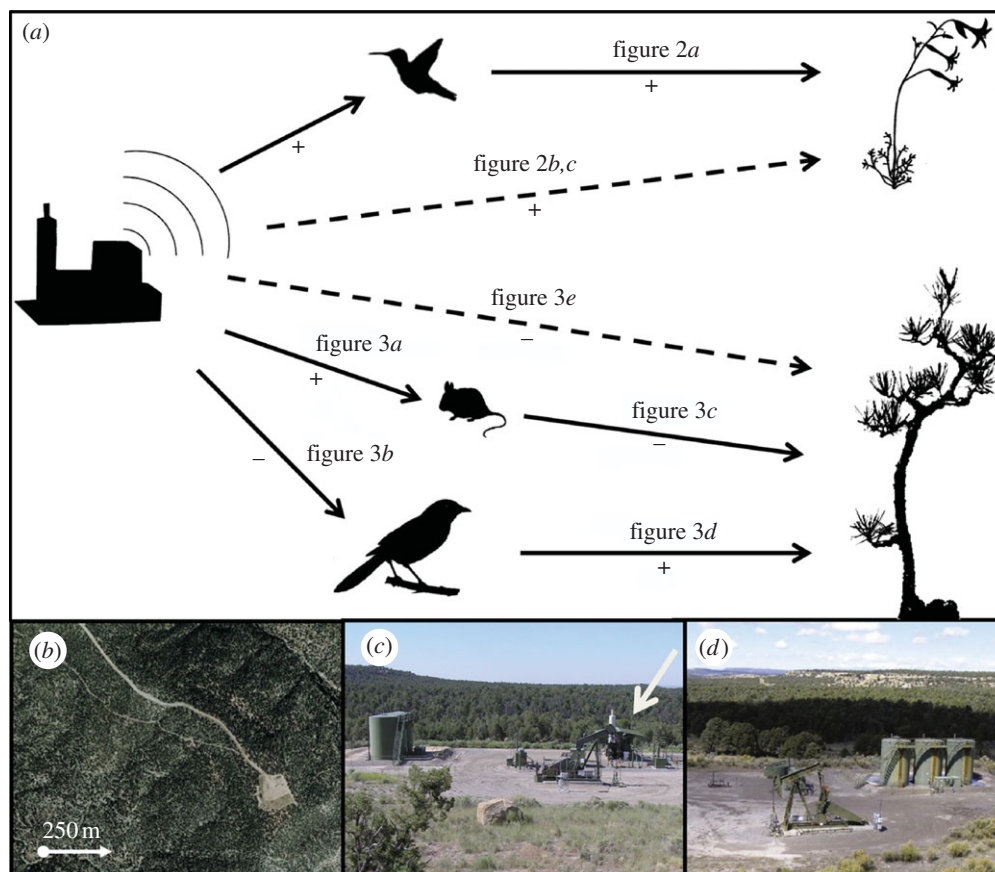 (a)
figure 2a
+
+
figure 2b,c
+
figure 3e
–
figure 3a
+
figure 3c
–
figure 3b
–
figure 3d
+
(b)
250 m
(c)
(d)